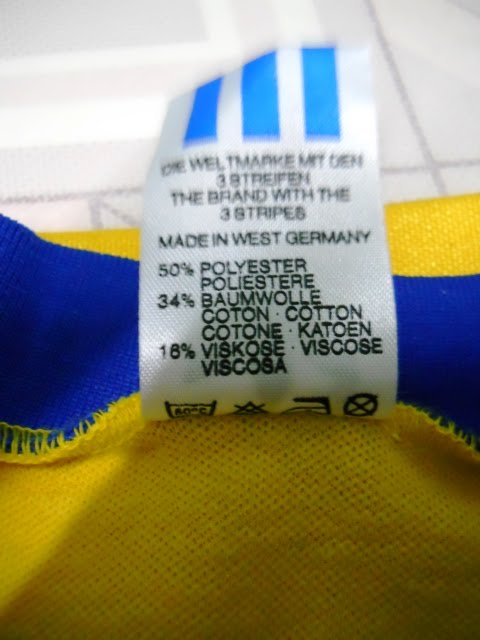 DIE WELTMARKE MIT DEN
3 STREIFEN
THE BRAND WITH THE
3 STRIPES
MADE IN WEST GERMANY
50% POLYESTER
POLIESTERE
34% BAUMWOLLE
COTON · COTTON
COTONE · KATOEN
16% VISKOSE · VISCOSE
VISCOSA
60°C